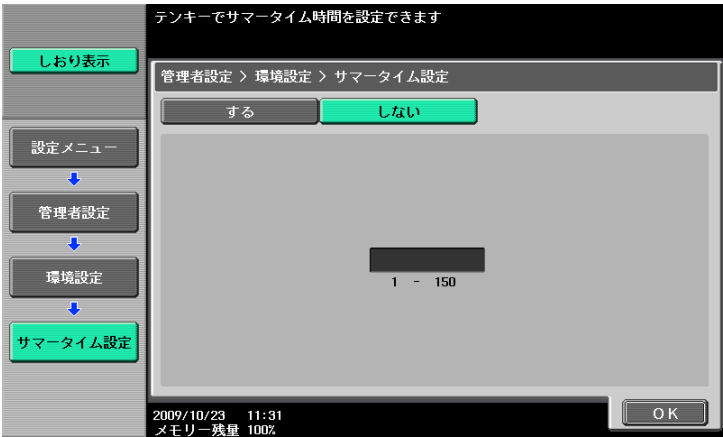 テンキーでサマータイム時間を設定できます
しおり表示
管理者設定 > 環境設定 > サマータイム設定
する
しない
設定メニュー
管理者設定
環境設定
サマータイム設定
1 - 150
2009/10/23 11:31
メモリー残量 100%
OK